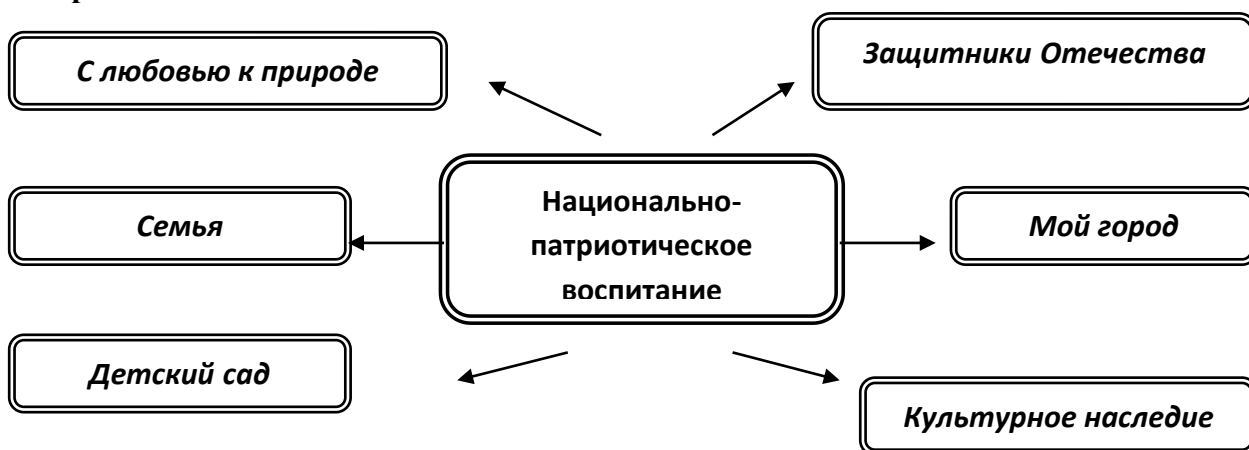 С любовью к природе
Защитники Отечества
Семья
Национально-
патриотическое
воспитание
Мой город
Детский сад
Культурное наследие